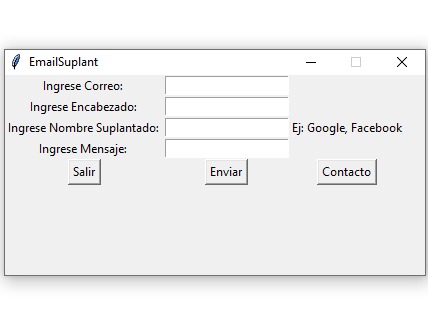 EmailSuplant
Ingrese Correo:
Ingrese Encabezado:
Ingrese Nombre Suplantado: Ej: Google, Facebook
Ingrese Mensaje:
Salir Enviar Contacto